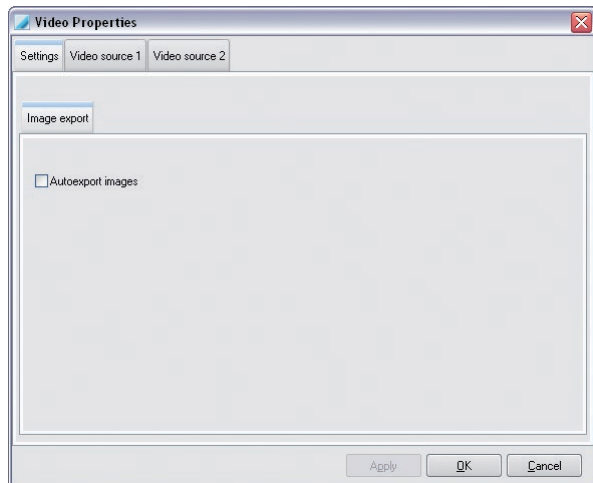 Video Properties
Settings Video source 1 Video source 2
Image export
Autoexport images
Apply OK Cancel